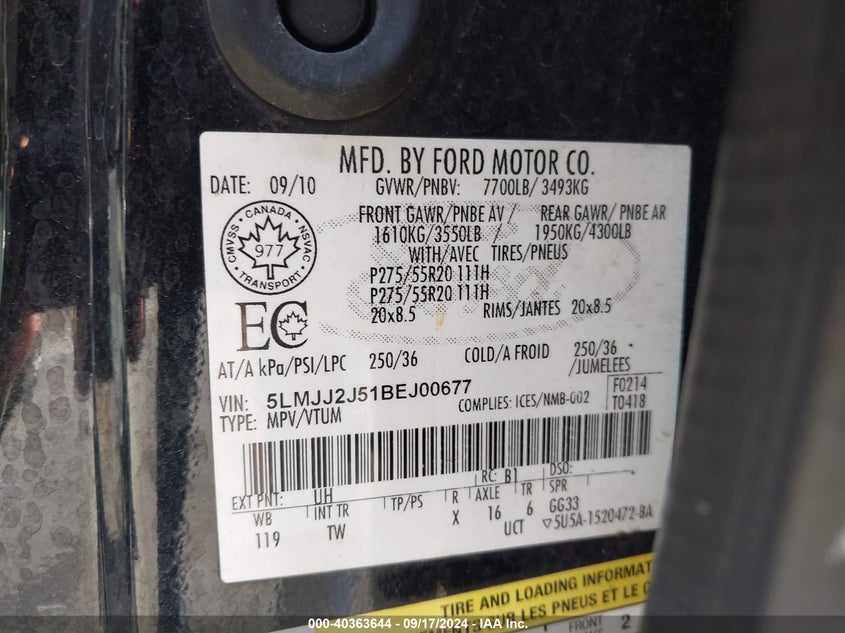 MFD. BY FORD MOTOR CO.
DATE: 09/10 GVWR/PNBV: 7700LB/ 3493KG
FRONT GAWR/PNBE AV / REAR GAWR/ PNBE AR
1610KG/3550LB / 1950KG/4300LB
WITH/AVEC TIRES/PNEUS
CMVSS · CANADA · NSVAC · TRANSPORT ·
977
P275/55R20 111H
P275/55R20 111H
20x8.5 RIMS/JANTES 20x8.5
EC
AT/A kPa/PSI/LPC 250/36 COLD/A FROID 250/36 /JUMELEES
VIN: 5LMJJ2J51BEJ00677
TYPE: MPV/VTUM COMPLIES: ICES/NMB-002
F0214
T0418
EXT PNT: UH RC: B1 DSO:
WB INT TR TP/PS R AXLE TR SPR
119 TW X 16 6 GG33
UCT ▽5U5A-1520472-BA
TIRE AND LOADING INFORMAT
EMENTS SUR LES PNEUS ET LE C
FRONT 2
No: 40363644 - 09/17/2024 - IAA Inc.